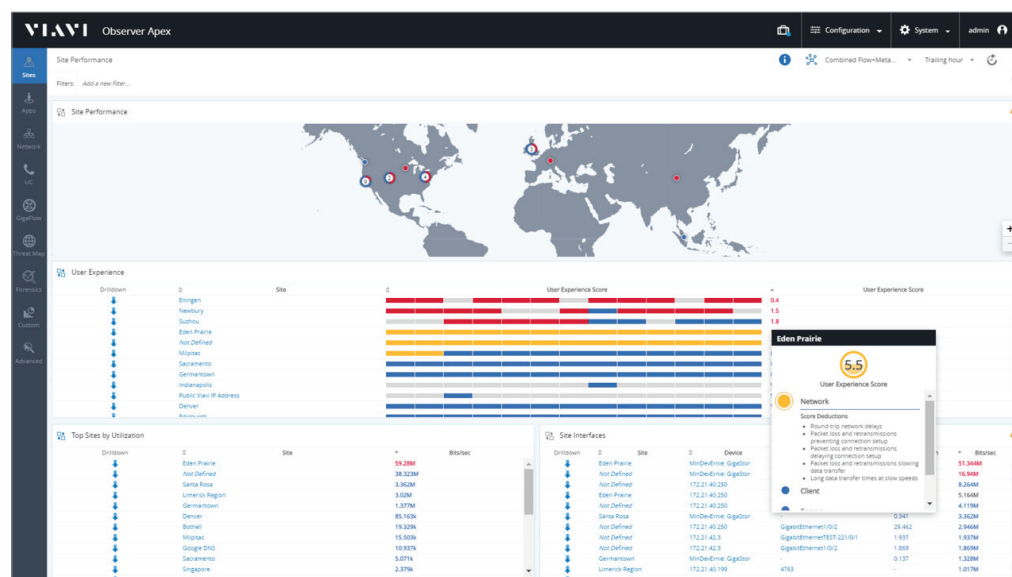 VIAVI Observer Apex
Configuration
System
admin
Sites
Apps
Network
UC
GigaFlow
Threat Map
Forensics
Custom
Advanced
Site Performance
Combined Flow+Meta...
Trailing hour
Filters: Add a new filter...
Site Performance
User Experience
Drilldown Site User Experience Score User Experience Score
Eningen 0.4
Newbury 1.5
Suzhou 1.8
Eden Prairie
Not Defined
Milpitas
Sacramento
Germantown
Indianapolis
Public Viavi IP Address
Denver
Eden Prairie
5.5
User Experience Score
Network
Score Deductions
• Round-trip network delays
• Packet loss and retransmissions
preventing connection setup
• Packet loss and retransmissions
delaying connection setup
• Packet loss and retransmissions slowing
data transfer
• Long data transfer times at slow speeds
Client
Top Sites by Utilization
Drilldown Site Bits/sec
Eden Prairie 59.28M
Not Defined 38.323M
Santa Rosa 3.362M
Limerick Region 3.02M
Germantown 1.377M
Denver 85.163k
Bothell 19.329k
Milpitas 15.503k
Google DNS 10.937k
Sacramento 5.071k
Singapore 2.379k
Site Interfaces
Drilldown Site Device Bits/sec
Eden Prairie MinDevErnie: GigaStor 51.344M
Not Defined MinDevErnie: GigaStor 16.94M
Not Defined 172.21.40.250 8.264M
Eden Prairie 172.21.40.250 5.164M
Not Defined 172.21.40.250 4.119M
Santa Rosa MinDevErnie: GigaStor - 0.341 3.362M
Not Defined 172.21.40.250 GigabitEthernet1/0/2 29.462 2.946M
Not Defined 172.21.42.3 GigabitEthernetTEST-221/0/1 1.937 1.937M
Not Defined 172.21.42.3 GigabitEthernet1/0/2 1.869 1.869M
Germantown MinDevErnie: GigaStor - 0.137 1.328M
Limerick Region 172.21.40.199 4763 - 1.017M